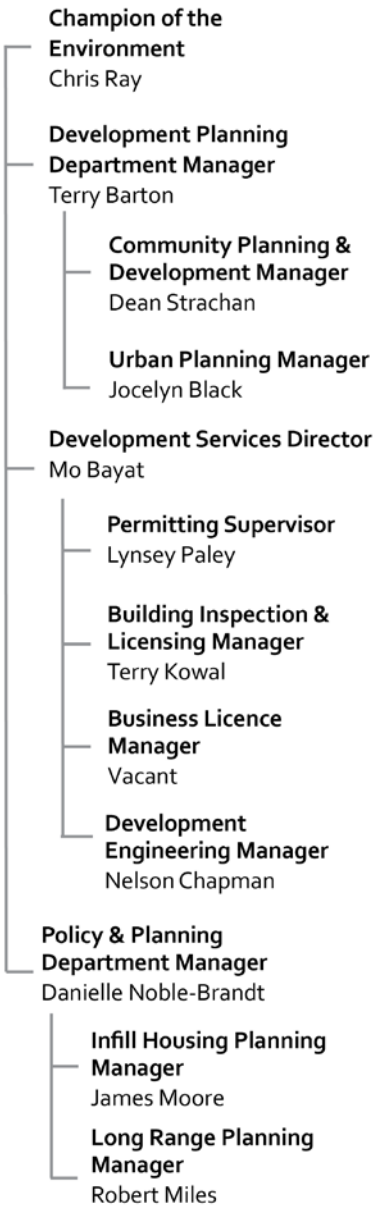 Champion of the
Environment
Chris Ray
Development Planning
Department Manager
Terry Barton
Community Planning &
Development Manager
Dean Strachan
Urban Planning Manager
Jocelyn Black
Development Services Director
Mo Bayat
Permitting Supervisor
Lynsey Paley
Building Inspection &
Licensing Manager
Terry Kowal
Business Licence
Manager
Vacant
Development
Engineering Manager
Nelson Chapman
Policy & Planning
Department Manager
Danielle Noble-Brandt
Infill Housing Planning
Manager
James Moore
Long Range Planning
Manager
Robert Miles